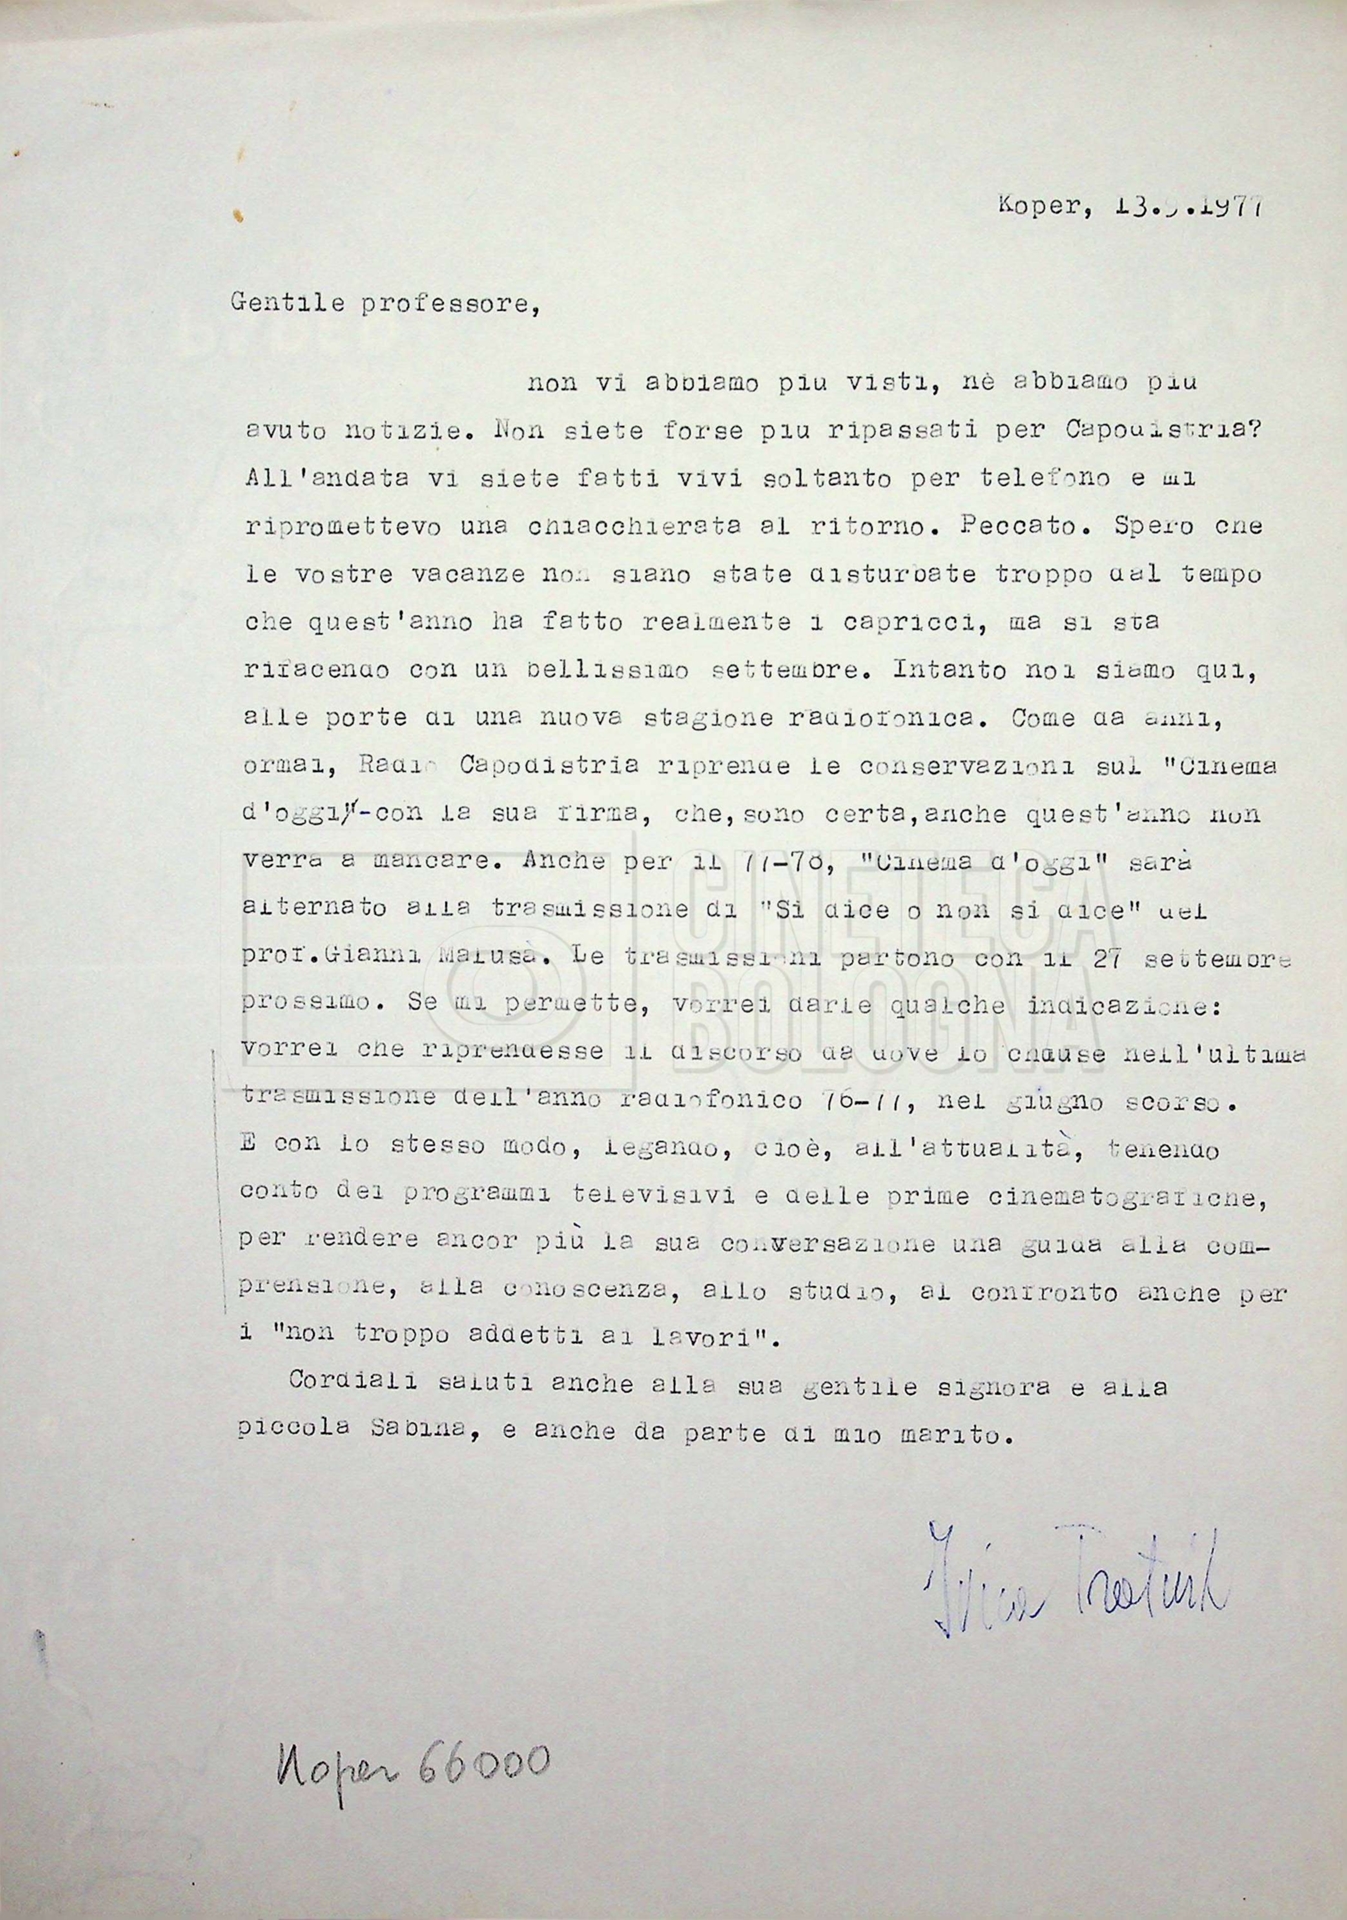 Koper, 13.9.1977
Gentile professore,
non vi abbiamo piu visti, nè abbiamo piu
avuto notizie. Non siete forse piu ripassati per Capodistria?
All'andata vi siete fatti vivi soltanto per telefono e mi
ripromettevo una chiacchierata al ritorno. Peccato. Spero che
le vostre vacanze non siano state disturbate troppo dal tempo
che quest'anno ha fatto realmente i capricci, ma si sta
rifacendo con un bellissimo settembre. Intanto noi siamo qui,
alle porte di una nuova stagione radiofonica. Come da anni,
ormai, Radio Capodistria riprende le conservazioni sul "Cinema
d'oggi"-con la sua firma, che,sono certa,anche quest'anno non
verra a mancare. Anche per il 77-78, "Cinema d'oggi" sarà
alternato alla trasmissione di "Si dice o non si dice" del
prof.Gianni Malusà. Le trasmissioni partono con il 27 settembre
prossimo. Se mi permette, vorrei darle qualche indicazione:
vorrei che riprendesse il discorso da dove lo chause nell'ultima
trasmissione dell'anno radiofonico 76-77, nel giugno scorso.
E con lo stesso modo, legando, cioè, all'attualità, tenendo
conto dei programmi televisivi e delle prime cinematografiche,
per rendere ancor più la sua conversazione una guida alla com-
prensione, alla conoscenza, allo studio, al confronto anche per
i "non troppo addetti ai lavori".
Cordiali saluti anche alla sua gentile signora e alla
piccola Sabina, e anche da parte di mio marito.
Koper 66000
CINETECA
BOLOGNA